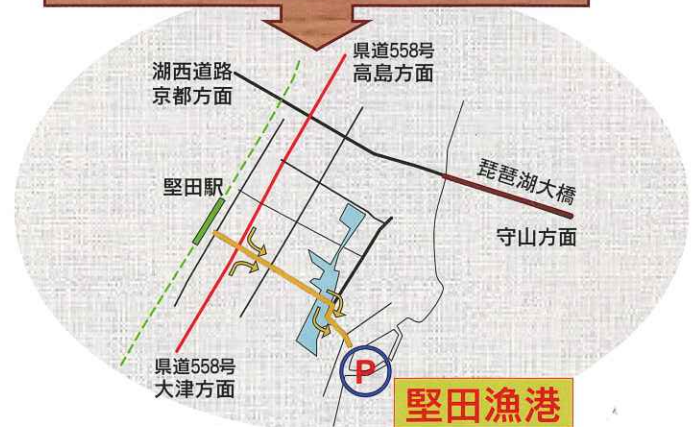 県道558号
高島方面
湖西道路
京都方面
堅田駅
琵琶湖大橋
守山方面
県道558号
大津方面
P
堅田漁港